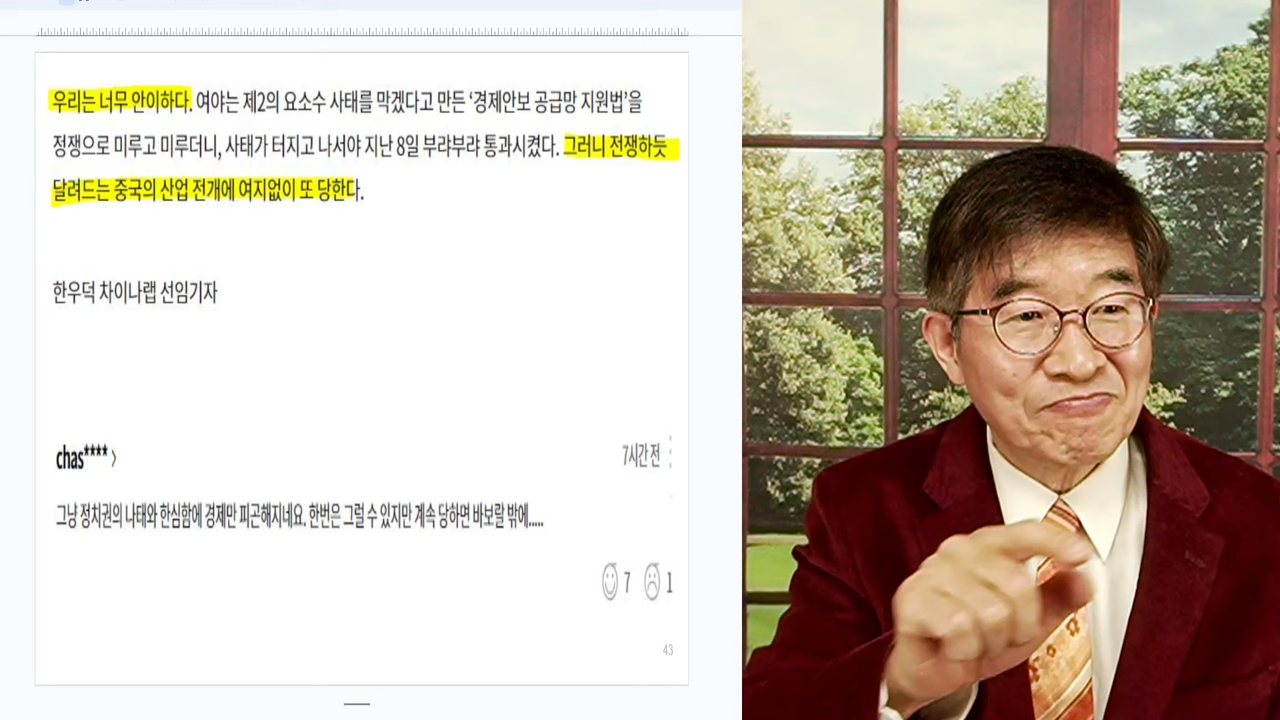 우리는 너무 안이하다. 여야는 제2의 요소수 사태를 막겠다고 만든 ‘경제안보 공급망 지원법’을
정쟁으로 미루고 미루더니, 사태가 터지고 나서야 지난 8일 부랴부랴 통과시켰다. 그러니 전쟁하듯
달려드는 중국의 산업 전개에 여지없이 또 당한다.
한우덕 차이나랩 선임기자
chas**** 〉
7시간 전
그냥 정치권의 나태와 한심함에 경제만 피곤해지네요. 한번은 그럴 수 있지만 계속 당하면 바보랄 밖에.....
7 1
43